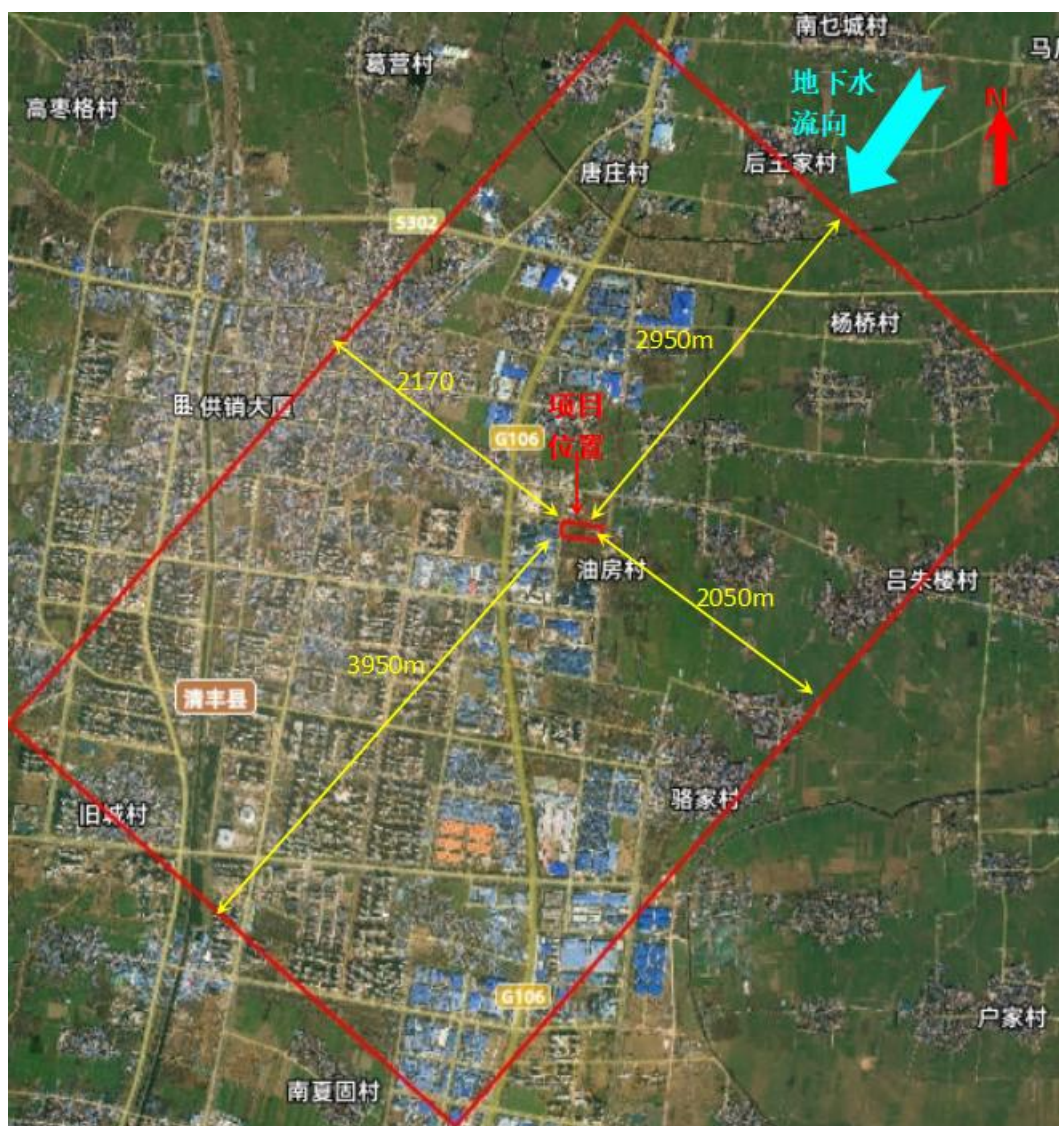 南乜城村
葛营村
马
地下水
流向
N
高枣格村
后王家村
唐庄村
S302
杨桥村
2950m
2170
项目
位置
供销大厦
G106
油房村
吕朱楼村
2050m
3950m
清丰县
骆家村
旧城村
G106
户家村
南夏固村